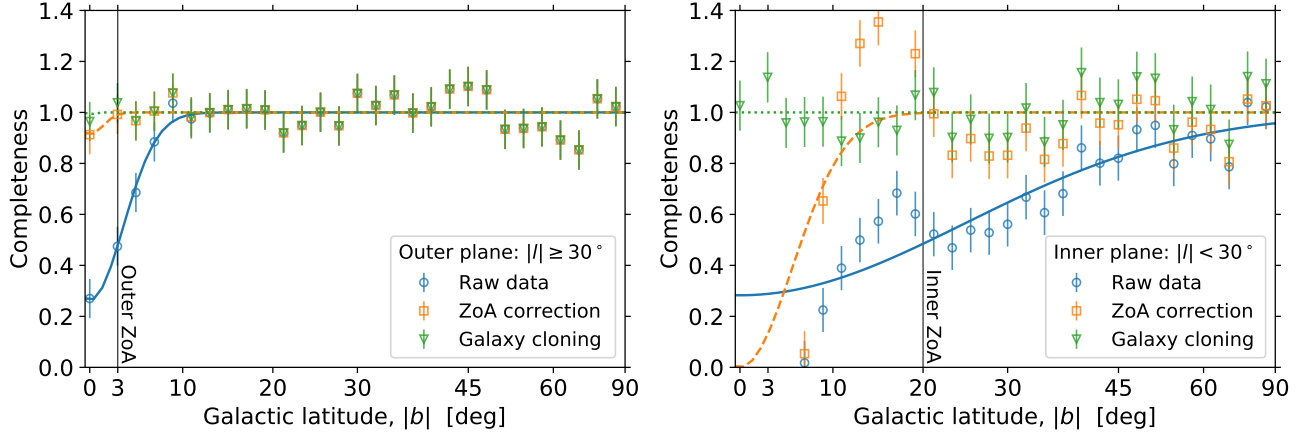 1.4
1.2
1.0
0.8
0.6
0.4
0.2
0.0
Completeness
0 3 10 20 30 45 60 90
Galactic latitude, |b| [deg]
Outer ZoA
Outer plane: |l| ≥ 30°
Raw data
ZoA correction
Galaxy cloning
1.4
1.2
1.0
0.8
0.6
0.4
0.2
0.0
Completeness
0 3 10 20 30 45 60 90
Galactic latitude, |b| [deg]
Inner ZoA
Inner plane: |l| < 30°
Raw data
ZoA correction
Galaxy cloning